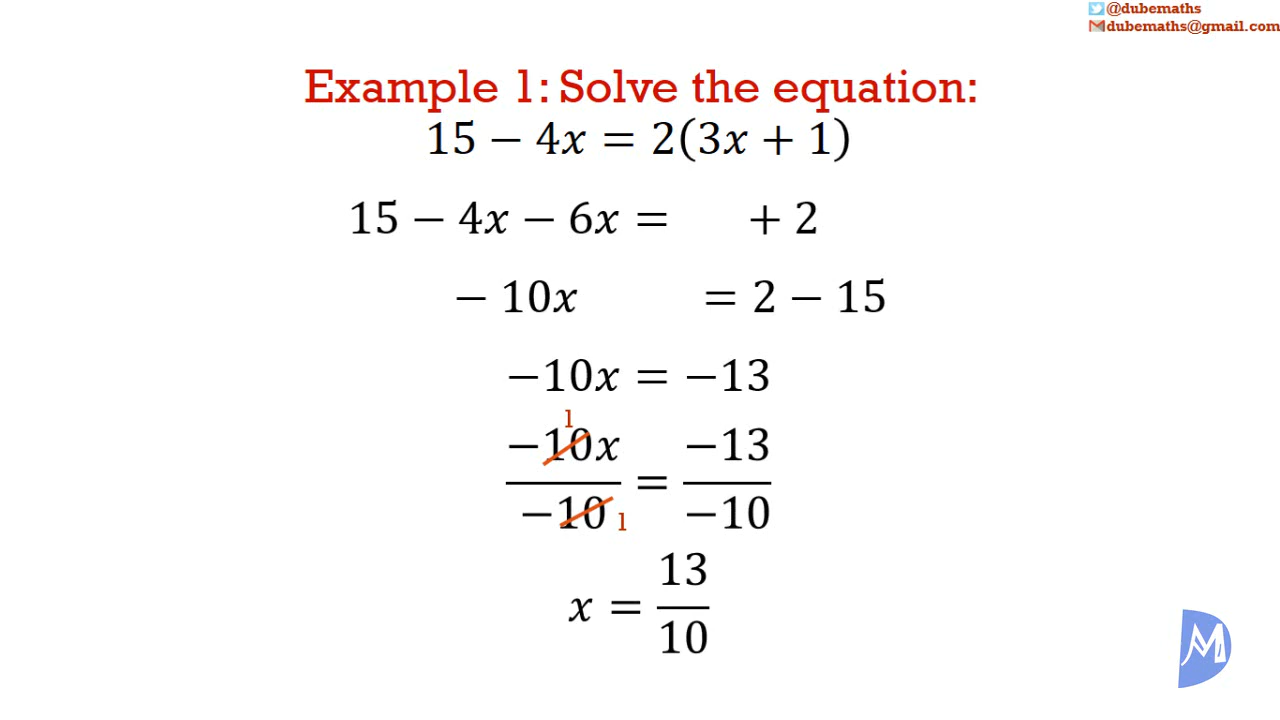 @dubemaths
dubemaths@gmail.com
Example 1: Solve the equation:
15 − 4x = 2(3x + 1)
15 − 4x − 6x = + 2
− 10x = 2 − 15
−10x = −13
1
−10x / −10 = −13 / −10
1
x = 13 / 10
DM